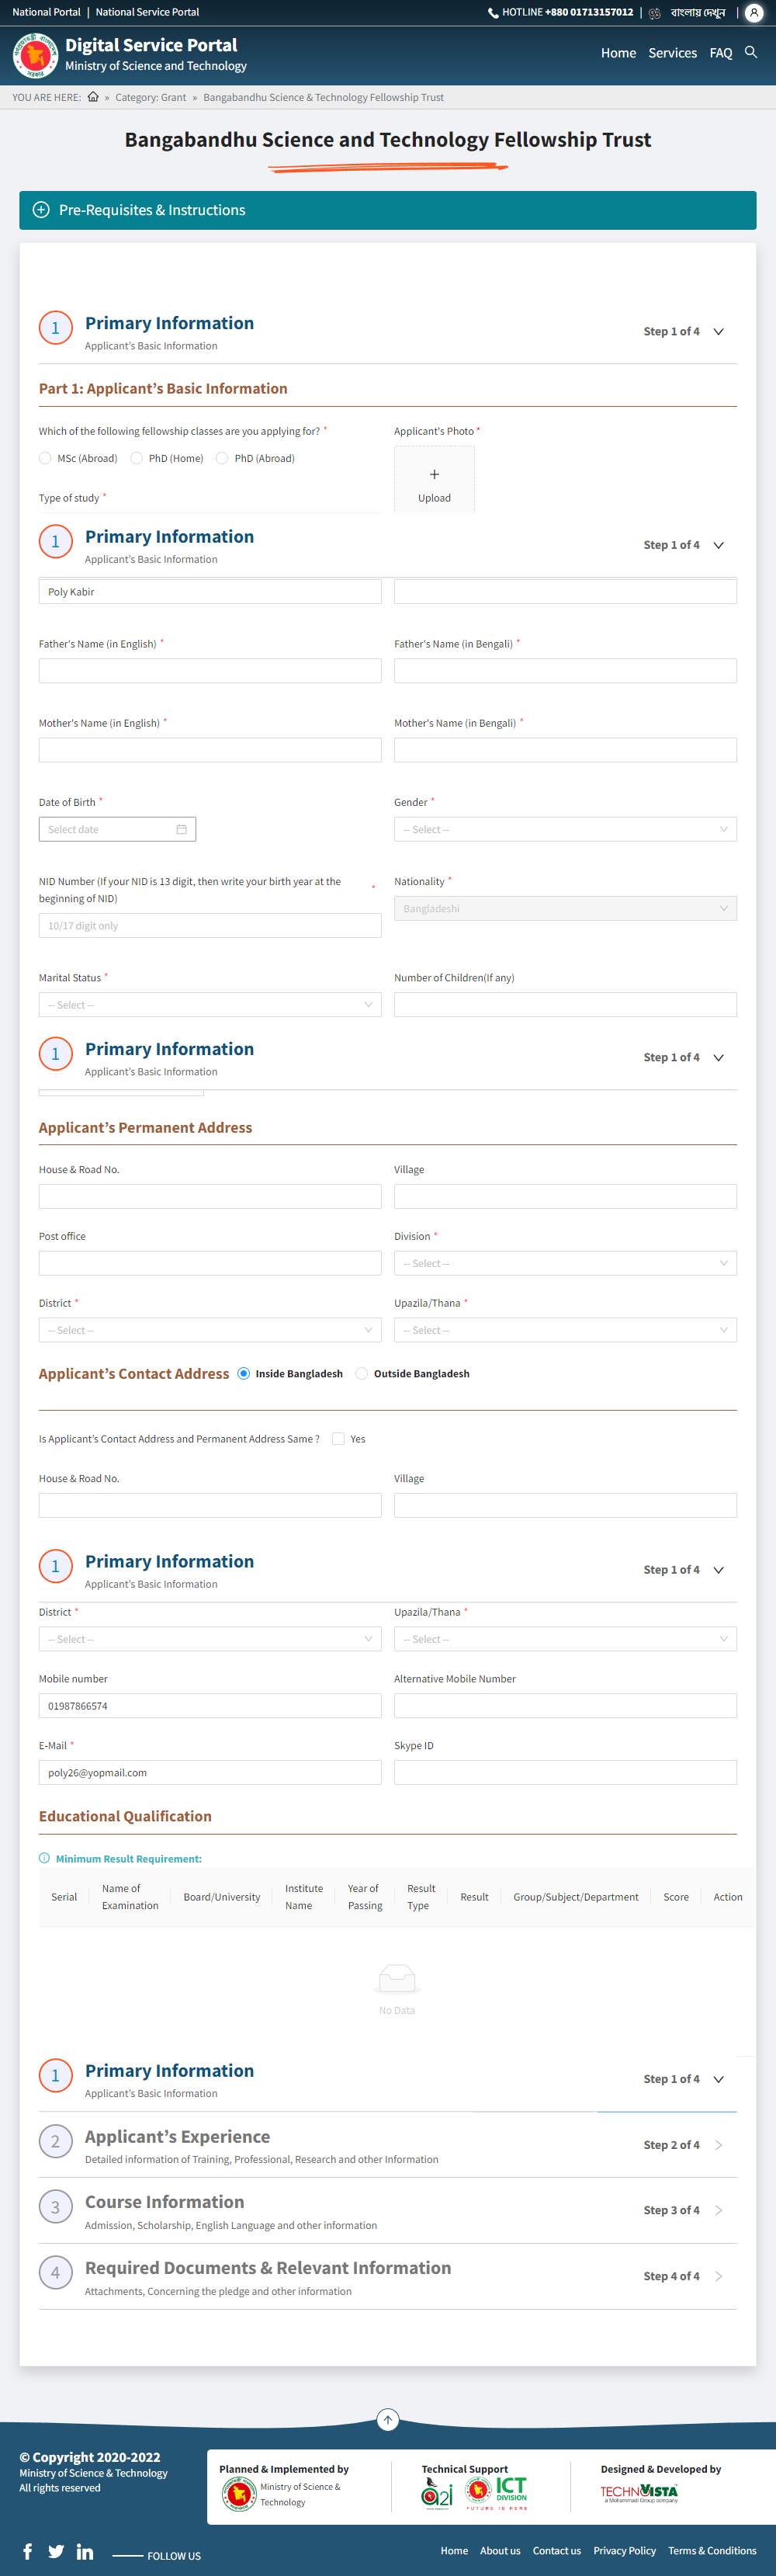 National Portal | National Service Portal
HOTLINE +880 01713157012 | বাংলায় দেখুন |
Digital Service Portal
Ministry of Science and Technology
Home Services FAQ
YOU ARE HERE: » Category: Grant » Bangabandhu Science & Technology Fellowship Trust
Bangabandhu Science and Technology Fellowship Trust
Pre-Requisites & Instructions
1 Primary Information
Applicant's Basic Information
Step 1 of 4
Part 1: Applicant's Basic Information
Which of the following fellowship classes are you applying for? *
MSc (Abroad) PhD (Home) PhD (Abroad)
Type of study *
Applicant's Photo *
+
Upload
1 Primary Information
Applicant's Basic Information
Step 1 of 4
Poly Kabir
Father's Name (in English) * Father's Name (in Bengali) *
Mother's Name (in English) * Mother's Name (in Bengali) *
Date of Birth * Gender *
Select date -- Select --
NID Number (If your NID is 13 digit, then write your birth year at the
beginning of NID) *
10/17 digit only
Nationality *
Bangladeshi
Marital Status * Number of Children(If any)
-- Select --
1 Primary Information
Applicant's Basic Information
Step 1 of 4
Applicant's Permanent Address
House & Road No. Village
Post office Division *
-- Select --
District * Upazila/Thana *
-- Select -- -- Select --
Applicant's Contact Address Inside Bangladesh Outside Bangladesh
Is Applicant's Contact Address and Permanent Address Same ? Yes
House & Road No. Village
1 Primary Information
Applicant's Basic Information
Step 1 of 4
District * Upazila/Thana *
-- Select -- -- Select --
Mobile number Alternative Mobile Number
01987866574
E-Mail * Skype ID
poly26@yopmail.com
Educational Qualification
Minimum Result Requirement:
Serial Name of Examination Board/University Institute Name Year of Passing Result Type Result Group/Subject/Department Score Action
No Data
1 Primary Information
Applicant's Basic Information
Step 1 of 4
2 Applicant's Experience
Detailed information of Training, Professional, Research and other Information
Step 2 of 4
3 Course Information
Admission, Scholarship, English Language and other information
Step 3 of 4
4 Required Documents & Relevant Information
Attachments, Concerning the pledge and other information
Step 4 of 4
© Copyright 2020-2022
Ministry of Science & Technology
All rights reserved
Planned & Implemented by
Ministry of Science &
Technology
Technical Support
a2i
ICT
DIVISION
FUTURE IS HERE
Designed & Developed by
TECHNOVISTA
a Mohammadi Group company
FOLLOW US
Home About us Contact us Privacy Policy Terms & Conditions